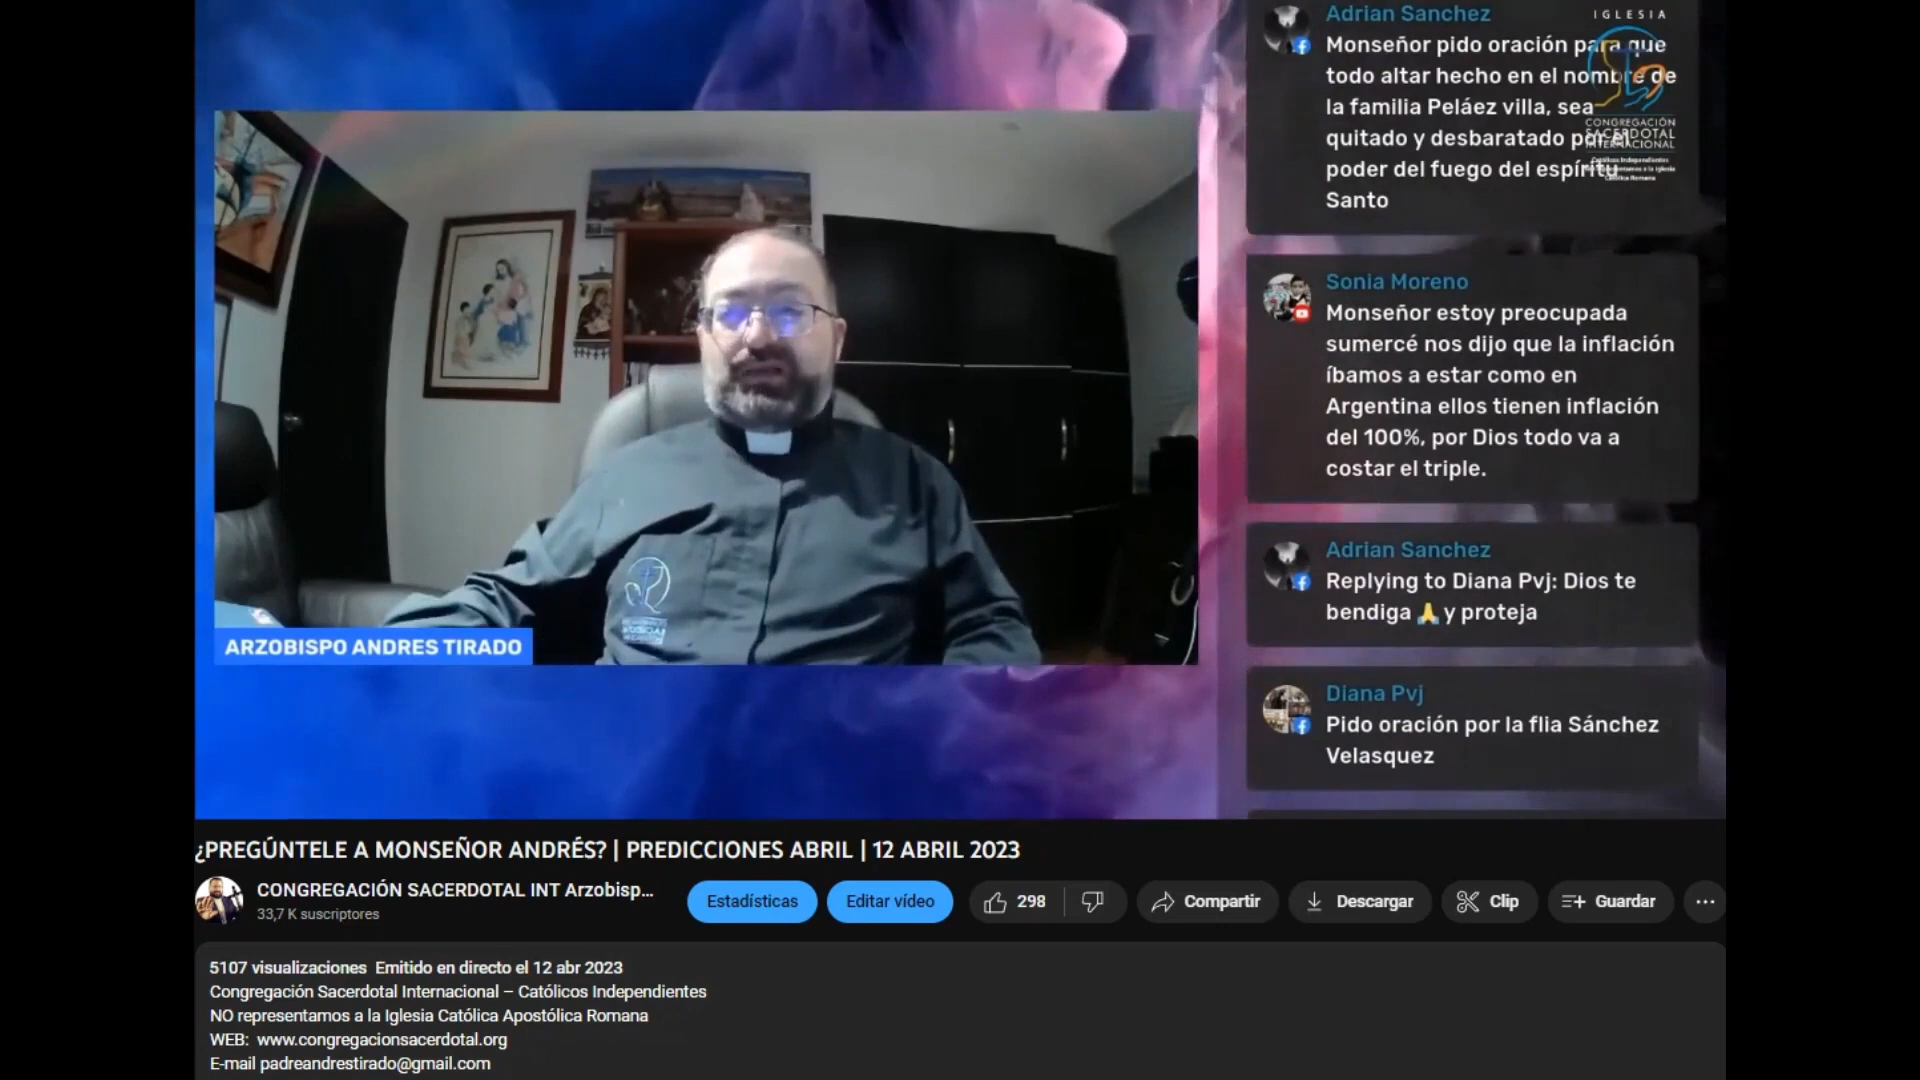 Adrian Sanchez
Monseñor pido oración para que
todo altar hecho en el nombre de
la familia Peláez villa, sea
quitado y desbaratado por el
poder del fuego del espíritu
Santo
IGLESIA
CONGREGACIÓN
SACERDOTAL
INTERNACIONAL
Sonia Moreno
Monseñor estoy preocupada
sumercé nos dijo que la inflación
íbamos a estar como en
Argentina ellos tienen inflación
del 100%, por Dios todo va a
costar el triple.
Adrian Sanchez
Replying to Diana Pvj: Dios te
bendiga 🙏 y proteja
Diana Pvj
Pido oración por la flia Sánchez
Velasquez
ARZOBISPO ANDRES TIRADO
¿PREGÚNTELE A MONSEÑOR ANDRÉS? | PREDICCIONES ABRIL | 12 ABRIL 2023
CONGREGACIÓN SACERDOTAL INT Arzobisp...
33,7 K suscriptores
Estadísticas
Editar vídeo
298
Compartir
Descargar
Clip
Guardar
5107 visualizaciones Emitido en directo el 12 abr 2023
Congregación Sacerdotal Internacional – Católicos Independientes
NO representamos a la Iglesia Católica Apostólica Romana
WEB: www.congregacionsacerdotal.org
E-mail padreandrestirado@gmail.com